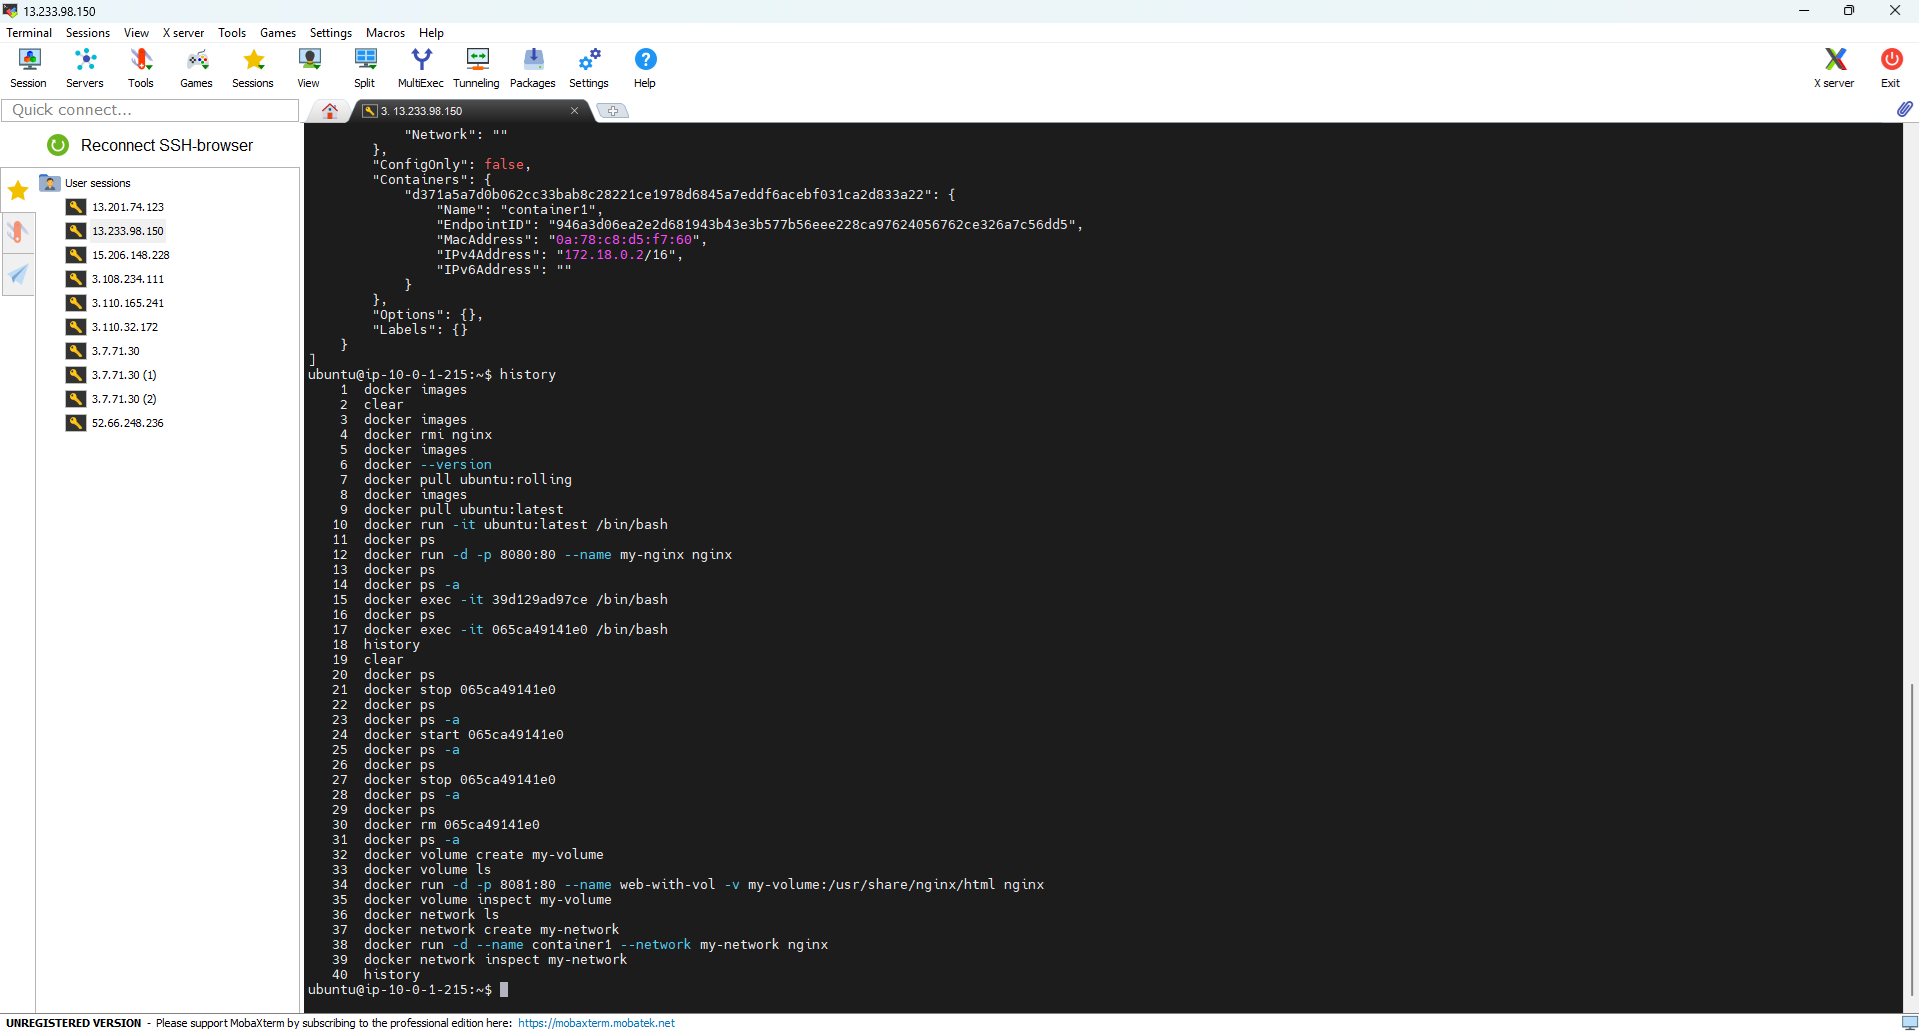 13.233.98.150
Terminal Sessions View X server Tools Games Settings Macros Help
Session Servers Tools Games Sessions View Split MultiExec Tunneling Packages Settings Help X server Exit
Quick connect...
3. 13.233.98.150
Reconnect SSH-browser
User sessions
13.201.74.123
13.233.98.150
15.206.148.228
3.108.234.111
3.110.165.241
3.110.32.172
3.7.71.30
3.7.71.30 (1)
3.7.71.30 (2)
52.66.248.236
"Network": ""
},
"ConfigOnly": false,
"Containers": {
"d371a5a7d0b062cc33bab8c28221ce1978d6845a7eddf6acebf031ca2d833a22": {
"Name": "container1",
"EndpointID": "946a3d06ea2e2d681943b43e3b577b56eee228ca97624056762ce326a7c56dd5",
"MacAddress": "0a:78:c8:d5:f7:60",
"IPv4Address": "172.18.0.2/16",
"IPv6Address": ""
}
},
"Options": {},
"Labels": {}
}
]
ubuntu@ip-10-0-1-215:~$ history
1 docker images
2 clear
3 docker images
4 docker rmi nginx
5 docker images
6 docker --version
7 docker pull ubuntu:rolling
8 docker images
9 docker pull ubuntu:latest
10 docker run -it ubuntu:latest /bin/bash
11 docker ps
12 docker run -d -p 8080:80 --name my-nginx nginx
13 docker ps
14 docker ps -a
15 docker exec -it 39d129ad97ce /bin/bash
16 docker ps
17 docker exec -it 065ca49141e0 /bin/bash
18 history
19 clear
20 docker ps
21 docker stop 065ca49141e0
22 docker ps
23 docker ps -a
24 docker start 065ca49141e0
25 docker ps -a
26 docker ps
27 docker stop 065ca49141e0
28 docker ps -a
29 docker ps
30 docker rm 065ca49141e0
31 docker ps -a
32 docker volume create my-volume
33 docker volume ls
34 docker run -d -p 8081:80 --name web-with-vol -v my-volume:/usr/share/nginx/html nginx
35 docker volume inspect my-volume
36 docker network ls
37 docker network create my-network
38 docker run -d --name container1 --network my-network nginx
39 docker network inspect my-network
40 history
ubuntu@ip-10-0-1-215:~$
UNREGISTERED VERSION - Please support MobaXterm by subscribing to the professional edition here: https://mobaxterm.mobatek.net